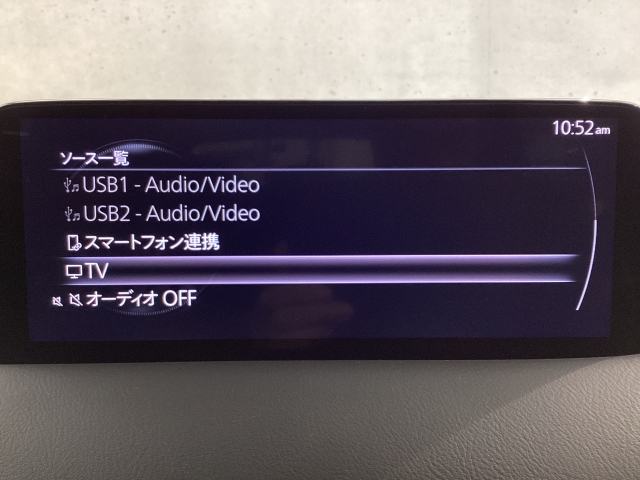 10:52am
ソース一覧
USB1 - Audio/Video
USB2 - Audio/Video
スマートフォン連携
TV
オーディオ OFF